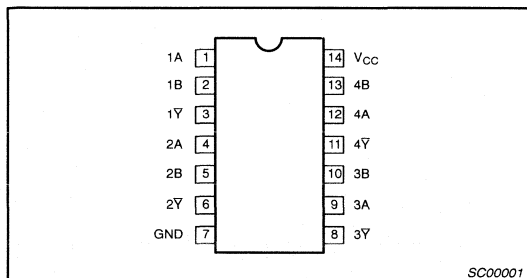 1A 1 14 VCC
1B 2 13 4B
1Y̅ 3 12 4A
2A 4 11 4Y̅
2B 5 10 3B
2Y̅ 6 9 3A
GND 7 8 3Y̅
SC00001